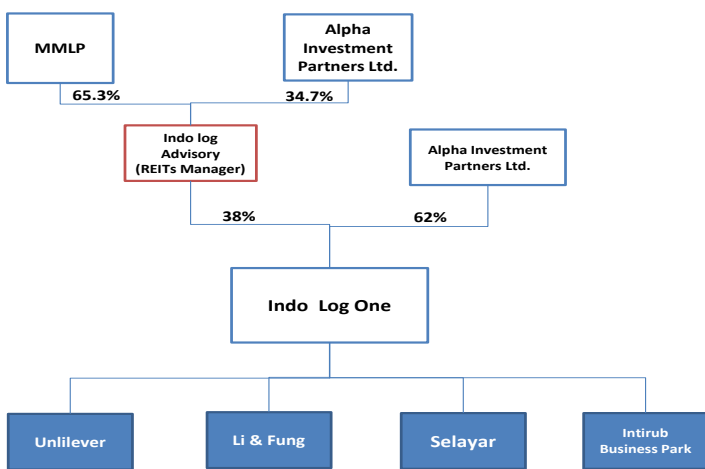 MMLP
Alpha
Investment
Partners Ltd.
65.3%
34.7%
Indo log
Advisory
(REITs Manager)
Alpha Investment
Partners Ltd.
38%
62%
Indo Log One
Unlilever
Li & Fung
Selayar
Intirub
Business Park